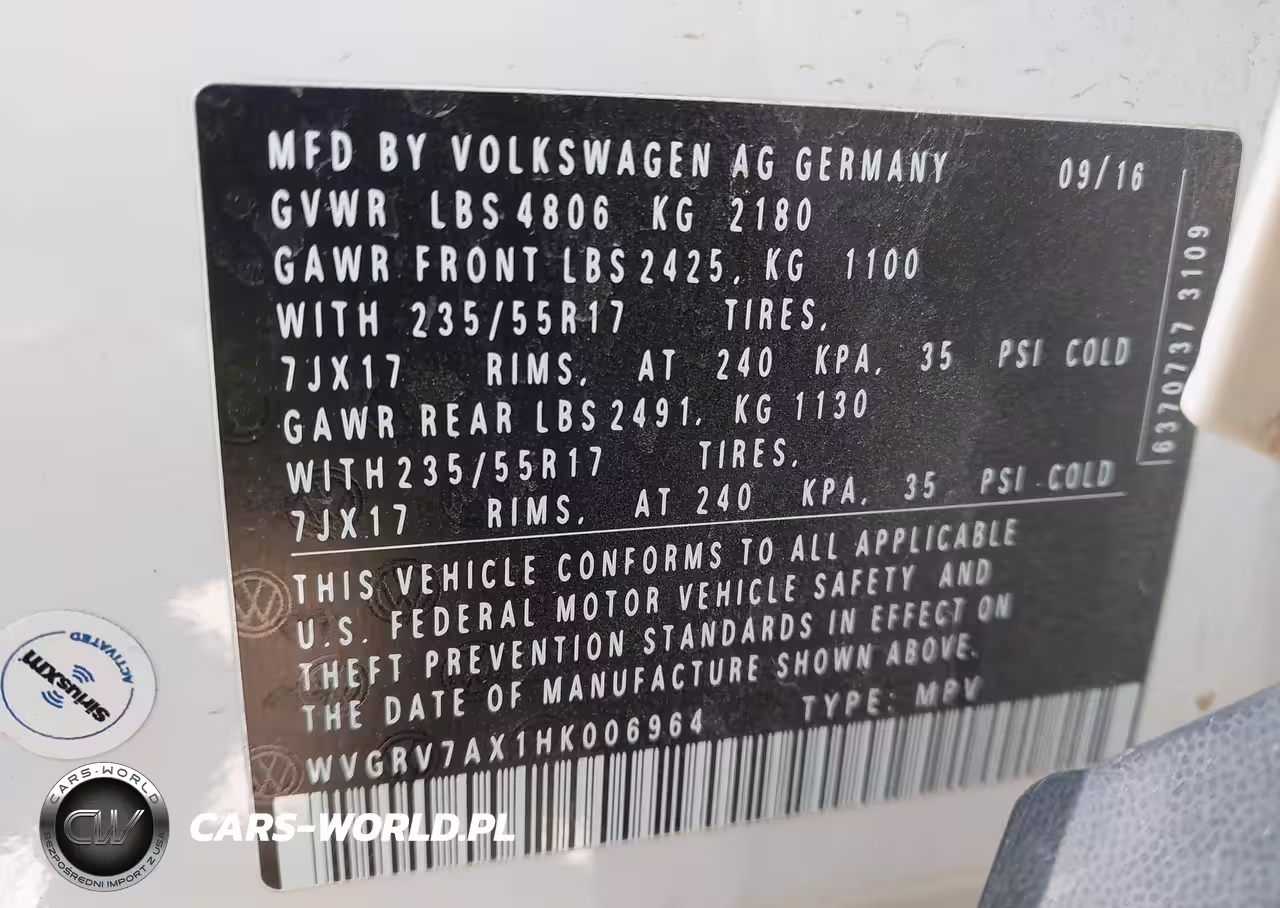 MFD BY VOLKSWAGEN AG GERMANY 09/16
GVWR LBS 4806 KG 2180
GAWR FRONT LBS 2425, KG 1100
WITH 235/55R17 TIRES,
7JX17 RIMS, AT 240 KPA, 35 PSI COLD
GAWR REAR LBS 2491, KG 1130
WITH 235/55R17 TIRES,
7JX17 RIMS, AT 240 KPA, 35 PSI COLD
THIS VEHICLE CONFORMS TO ALL APPLICABLE
U.S. FEDERAL MOTOR VEHICLE SAFETY AND
THEFT PREVENTION STANDARDS IN EFFECT ON
THE DATE OF MANUFACTURE SHOWN ABOVE.
WVGRV7AX1HK006964 TYPE: MPV
6370737 3109
ACTIVATED
siriusxm
CARS-WORLD
CW
BEZPOŚREDNI IMPORT Z USA
CARS-WORLD.PL